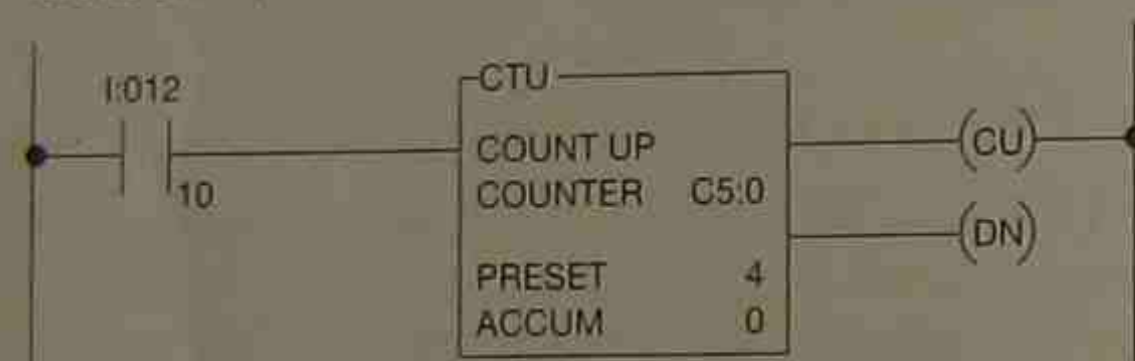 I:012
10
CTU
COUNT UP
COUNTER C5:0
PRESET 4
ACCUM 0
(CU)
(DN)